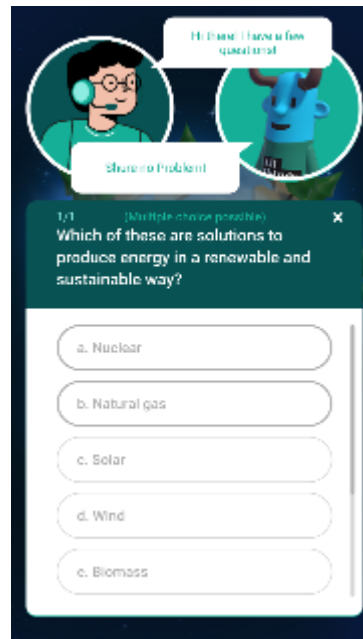 Hi there! I have a few
questions!
Share no Problem!
1/1 (Multiple choice possible) ×
Which of these are solutions to
produce energy in a renewable and
sustainable way?
a. Nuclear
b. Natural gas
c. Solar
d. Wind
e. Biomass